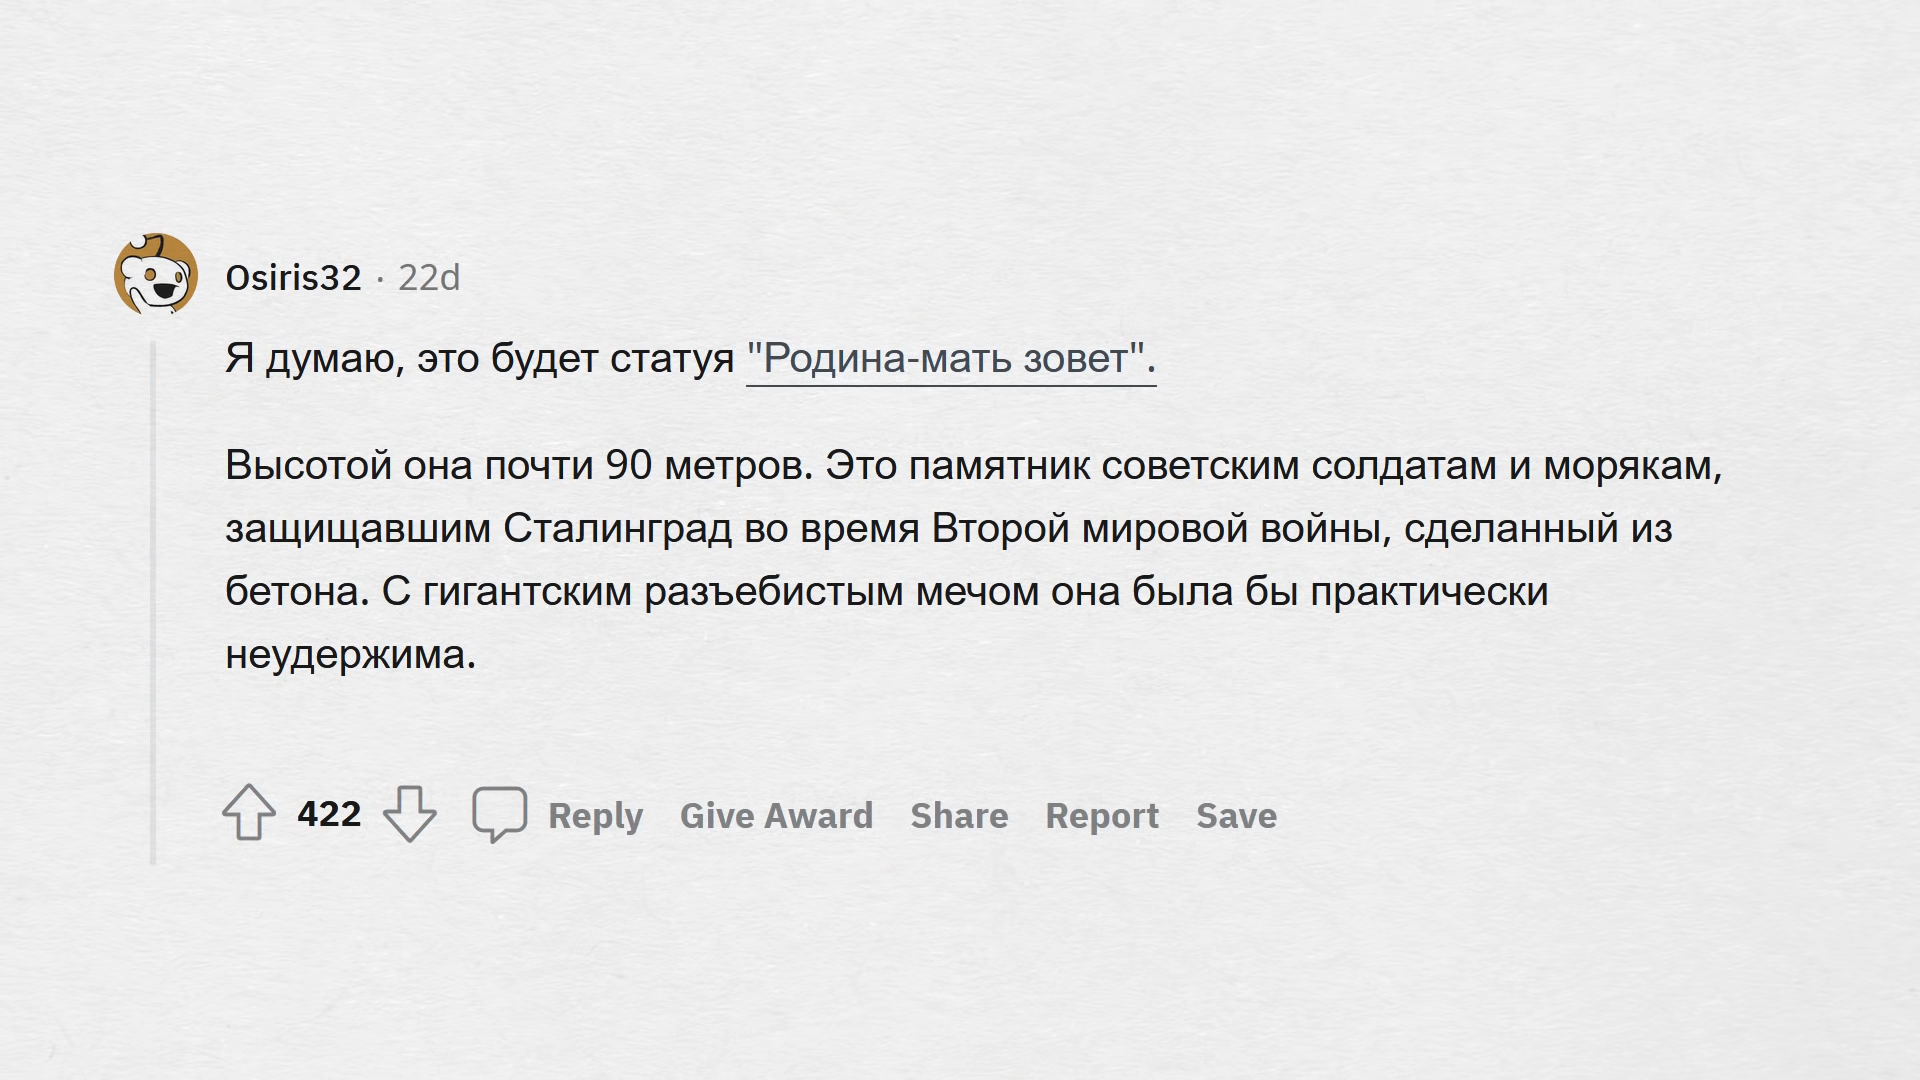 Osiris32 · 22d
Я думаю, это будет статуя "Родина-мать зовет".
Высотой она почти 90 метров. Это памятник советским солдатам и морякам,
защищавшим Сталинград во время Второй мировой войны, сделанный из
бетона. С гигантским разъебистым мечом она была бы практически
неудержима.
422 Reply Give Award Share Report Save